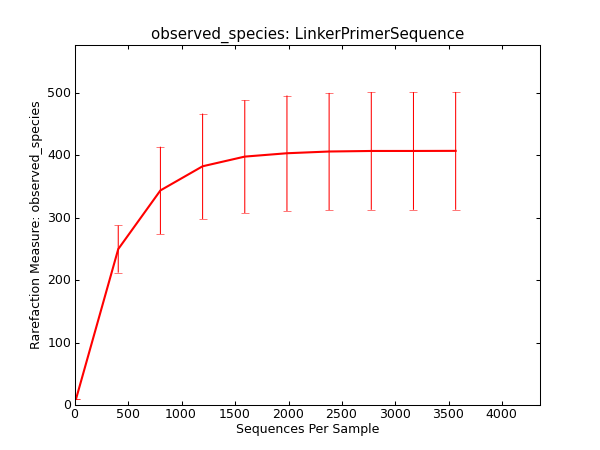 observed_species: LinkerPrimerSequence
Rarefaction Measure: observed_species
500
400
300
200
100
0
0 500 1000 1500 2000 2500 3000 3500 4000
Sequences Per Sample